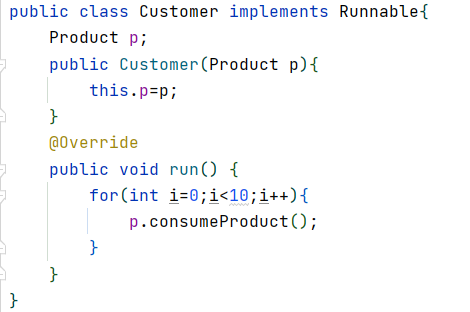 public class Customer implements Runnable{
    Product p;
    public Customer(Product p){
        this.p=p;
    }
    @Override
    public void run() {
        for(int i=0;i<10;i++){
            p.consumeProduct();
        }
    }
}